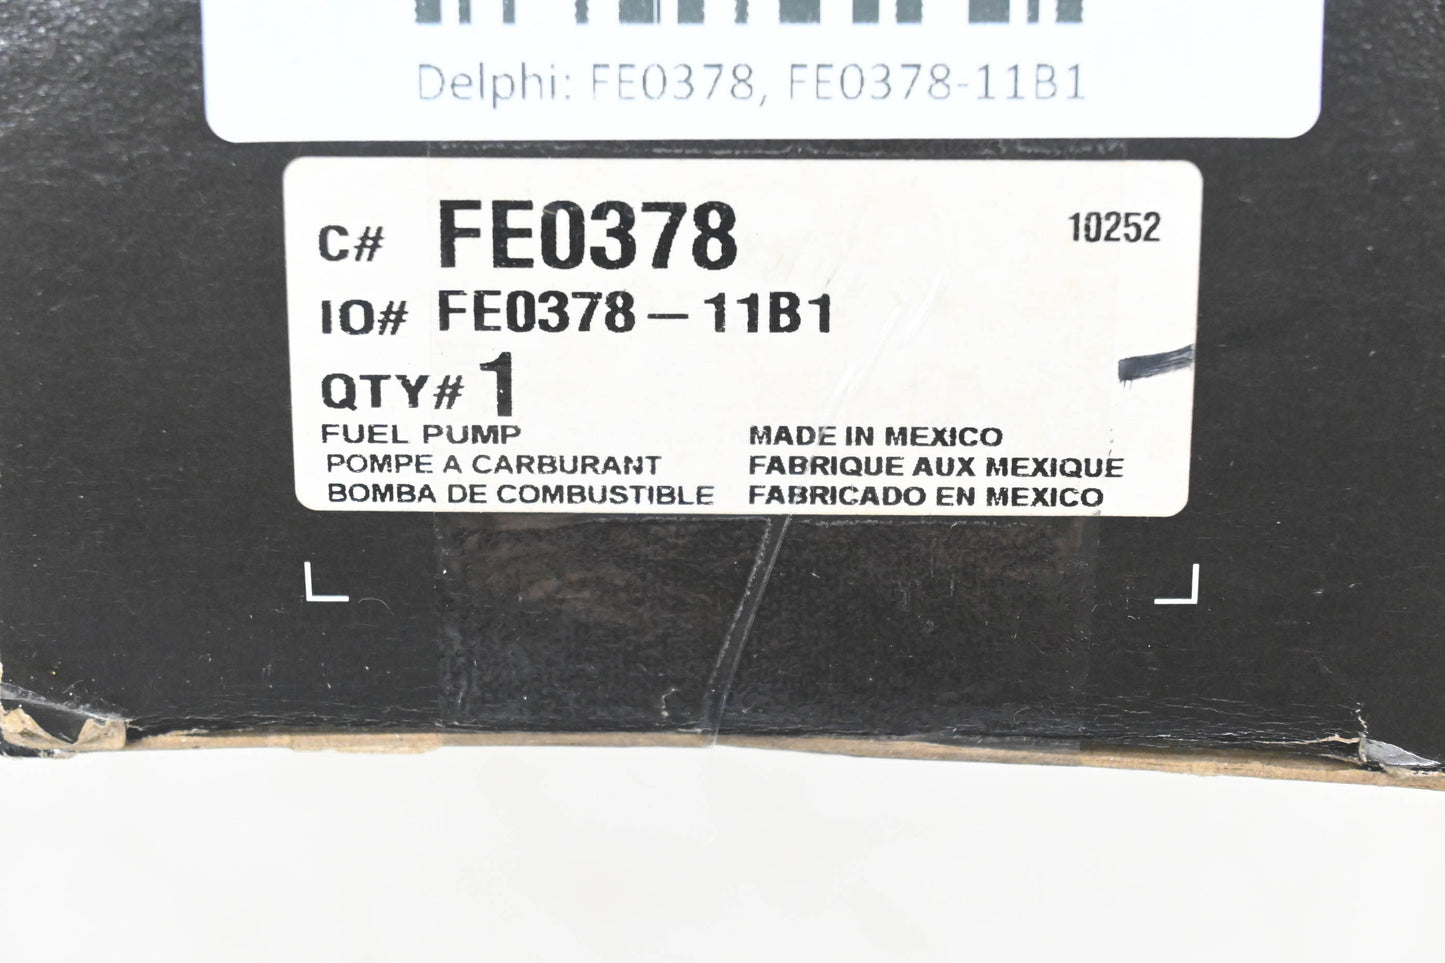 Delphi: FE0378, FE0378-11B1
C# FE0378 10252
IO# FE0378-11B1
QTY# 1
FUEL PUMP MADE IN MEXICO
POMPE A CARBURANT FABRIQUE AUX MEXIQUE
BOMBA DE COMBUSTIBLE FABRICADO EN MEXICO